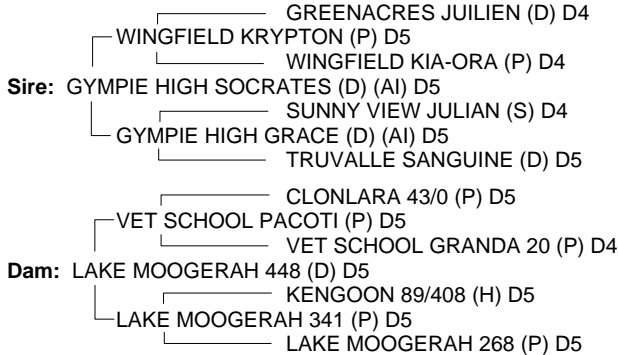 GREENACRES JUILIEN (D) D4
WINGFIELD KRYPTON (P) D5
WINGFIELD KIA-ORA (P) D4
Sire: GYMPIE HIGH SOCRATES (D) (AI) D5
SUNNY VIEW JULIAN (S) D4
GYMPIE HIGH GRACE (D) (AI) D5
TRUVALLE SANGUINE (D) D5
CLONLARA 43/0 (P) D5
VET SCHOOL PACOTI (P) D5
VET SCHOOL GRANDA 20 (P) D4
Dam: LAKE MOOGERAH 448 (D) D5
KENGOON 89/408 (H) D5
LAKE MOOGERAH 341 (P) D5
LAKE MOOGERAH 268 (P) D5